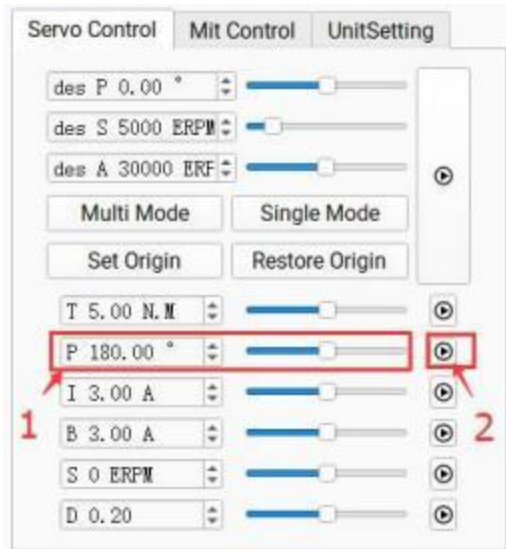 Servo Control Mit Control UnitSetting
des P 0.00 °
des S 5000 ERPM
des A 30000 ERF
Multi Mode Single Mode
Set Origin Restore Origin
T 5.00 N.M
P 180.00 °
1 2
I 3.00 A
B 3.00 A
S 0 ERPM
D 0.20